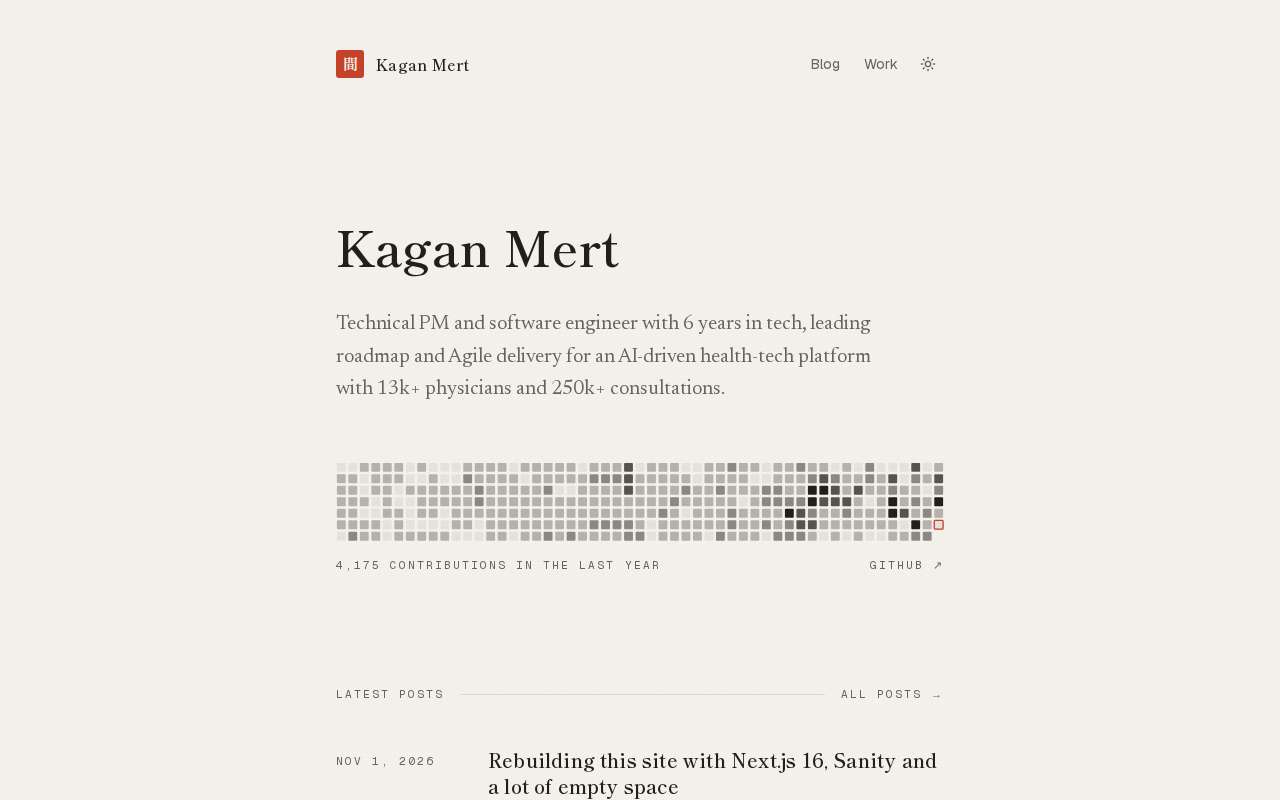 間 Kagan Mert
Blog Work
Kagan Mert
Technical PM and software engineer with 6 years in tech, leading
roadmap and Agile delivery for an AI-driven health-tech platform
with 13k+ physicians and 250k+ consultations.
4,175 CONTRIBUTIONS IN THE LAST YEAR
GITHUB ↗
LATEST POSTS
ALL POSTS →
NOV 1, 2026
Rebuilding this site with Next.js 16, Sanity and
a lot of empty space